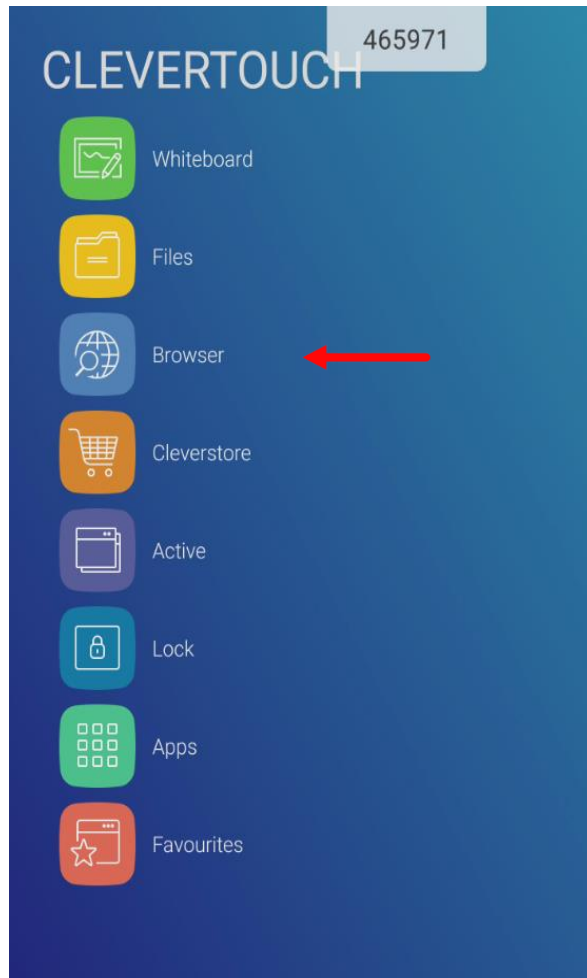 465971
CLEVERTOUCH
Whiteboard
Files
Browser
Cleverstore
Active
Lock
Apps
Favourites